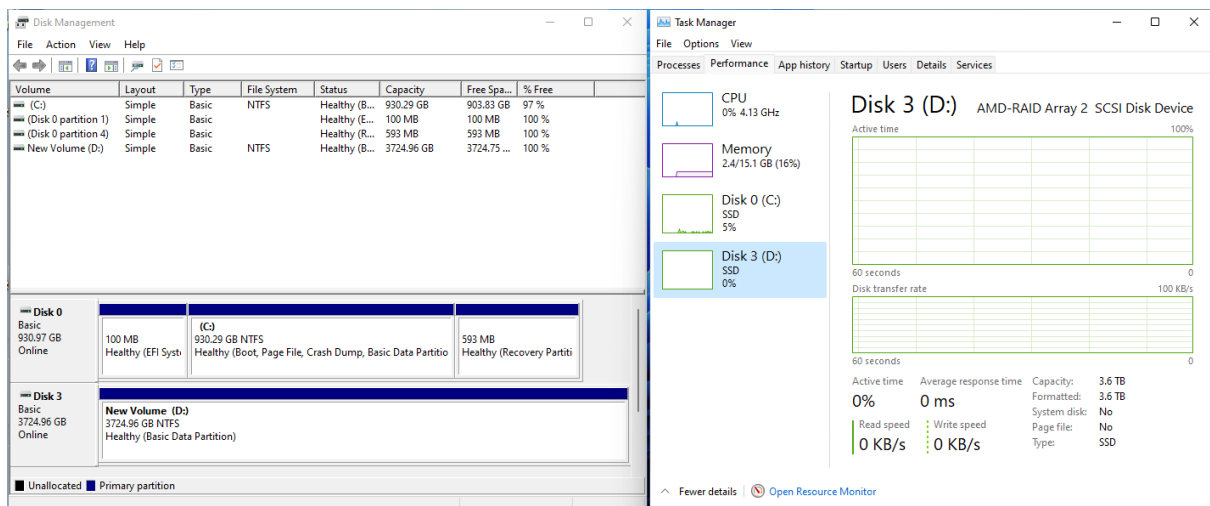 Disk Management
File Action View Help
Volume Layout Type File System Status Capacity Free Spa... % Free
(C:) Simple Basic NTFS Healthy (B... 930.29 GB 903.83 GB 97 %
(Disk 0 partition 1) Simple Basic Healthy (E... 100 MB 100 MB 100 %
(Disk 0 partition 4) Simple Basic Healthy (R... 593 MB 593 MB 100 %
New Volume (D:) Simple Basic NTFS Healthy (B... 3724.96 GB 3724.75 ... 100 %
Disk 0
Basic
930.97 GB
Online
100 MB
Healthy (EFI Syst
(C:)
930.29 GB NTFS
Healthy (Boot, Page File, Crash Dump, Basic Data Partitio
593 MB
Healthy (Recovery Partiti
Disk 3
Basic
3724.96 GB
Online
New Volume (D:)
3724.96 GB NTFS
Healthy (Basic Data Partition)
Unallocated Primary partition
Task Manager
File Options View
Processes Performance App history Startup Users Details Services
CPU
0% 4.13 GHz
Memory
2.4/15.1 GB (16%)
Disk 0 (C:)
SSD
5%
Disk 3 (D:)
SSD
0%
Disk 3 (D:) AMD-RAID Array 2 SCSI Disk Device
Active time 100%
60 seconds 0
Disk transfer rate 100 KB/s
60 seconds 0
Active time Average response time
0% 0 ms
Read speed Write speed
0 KB/s 0 KB/s
Capacity: 3.6 TB
Formatted: 3.6 TB
System disk: No
Page file: No
Type: SSD
Fewer details Open Resource Monitor